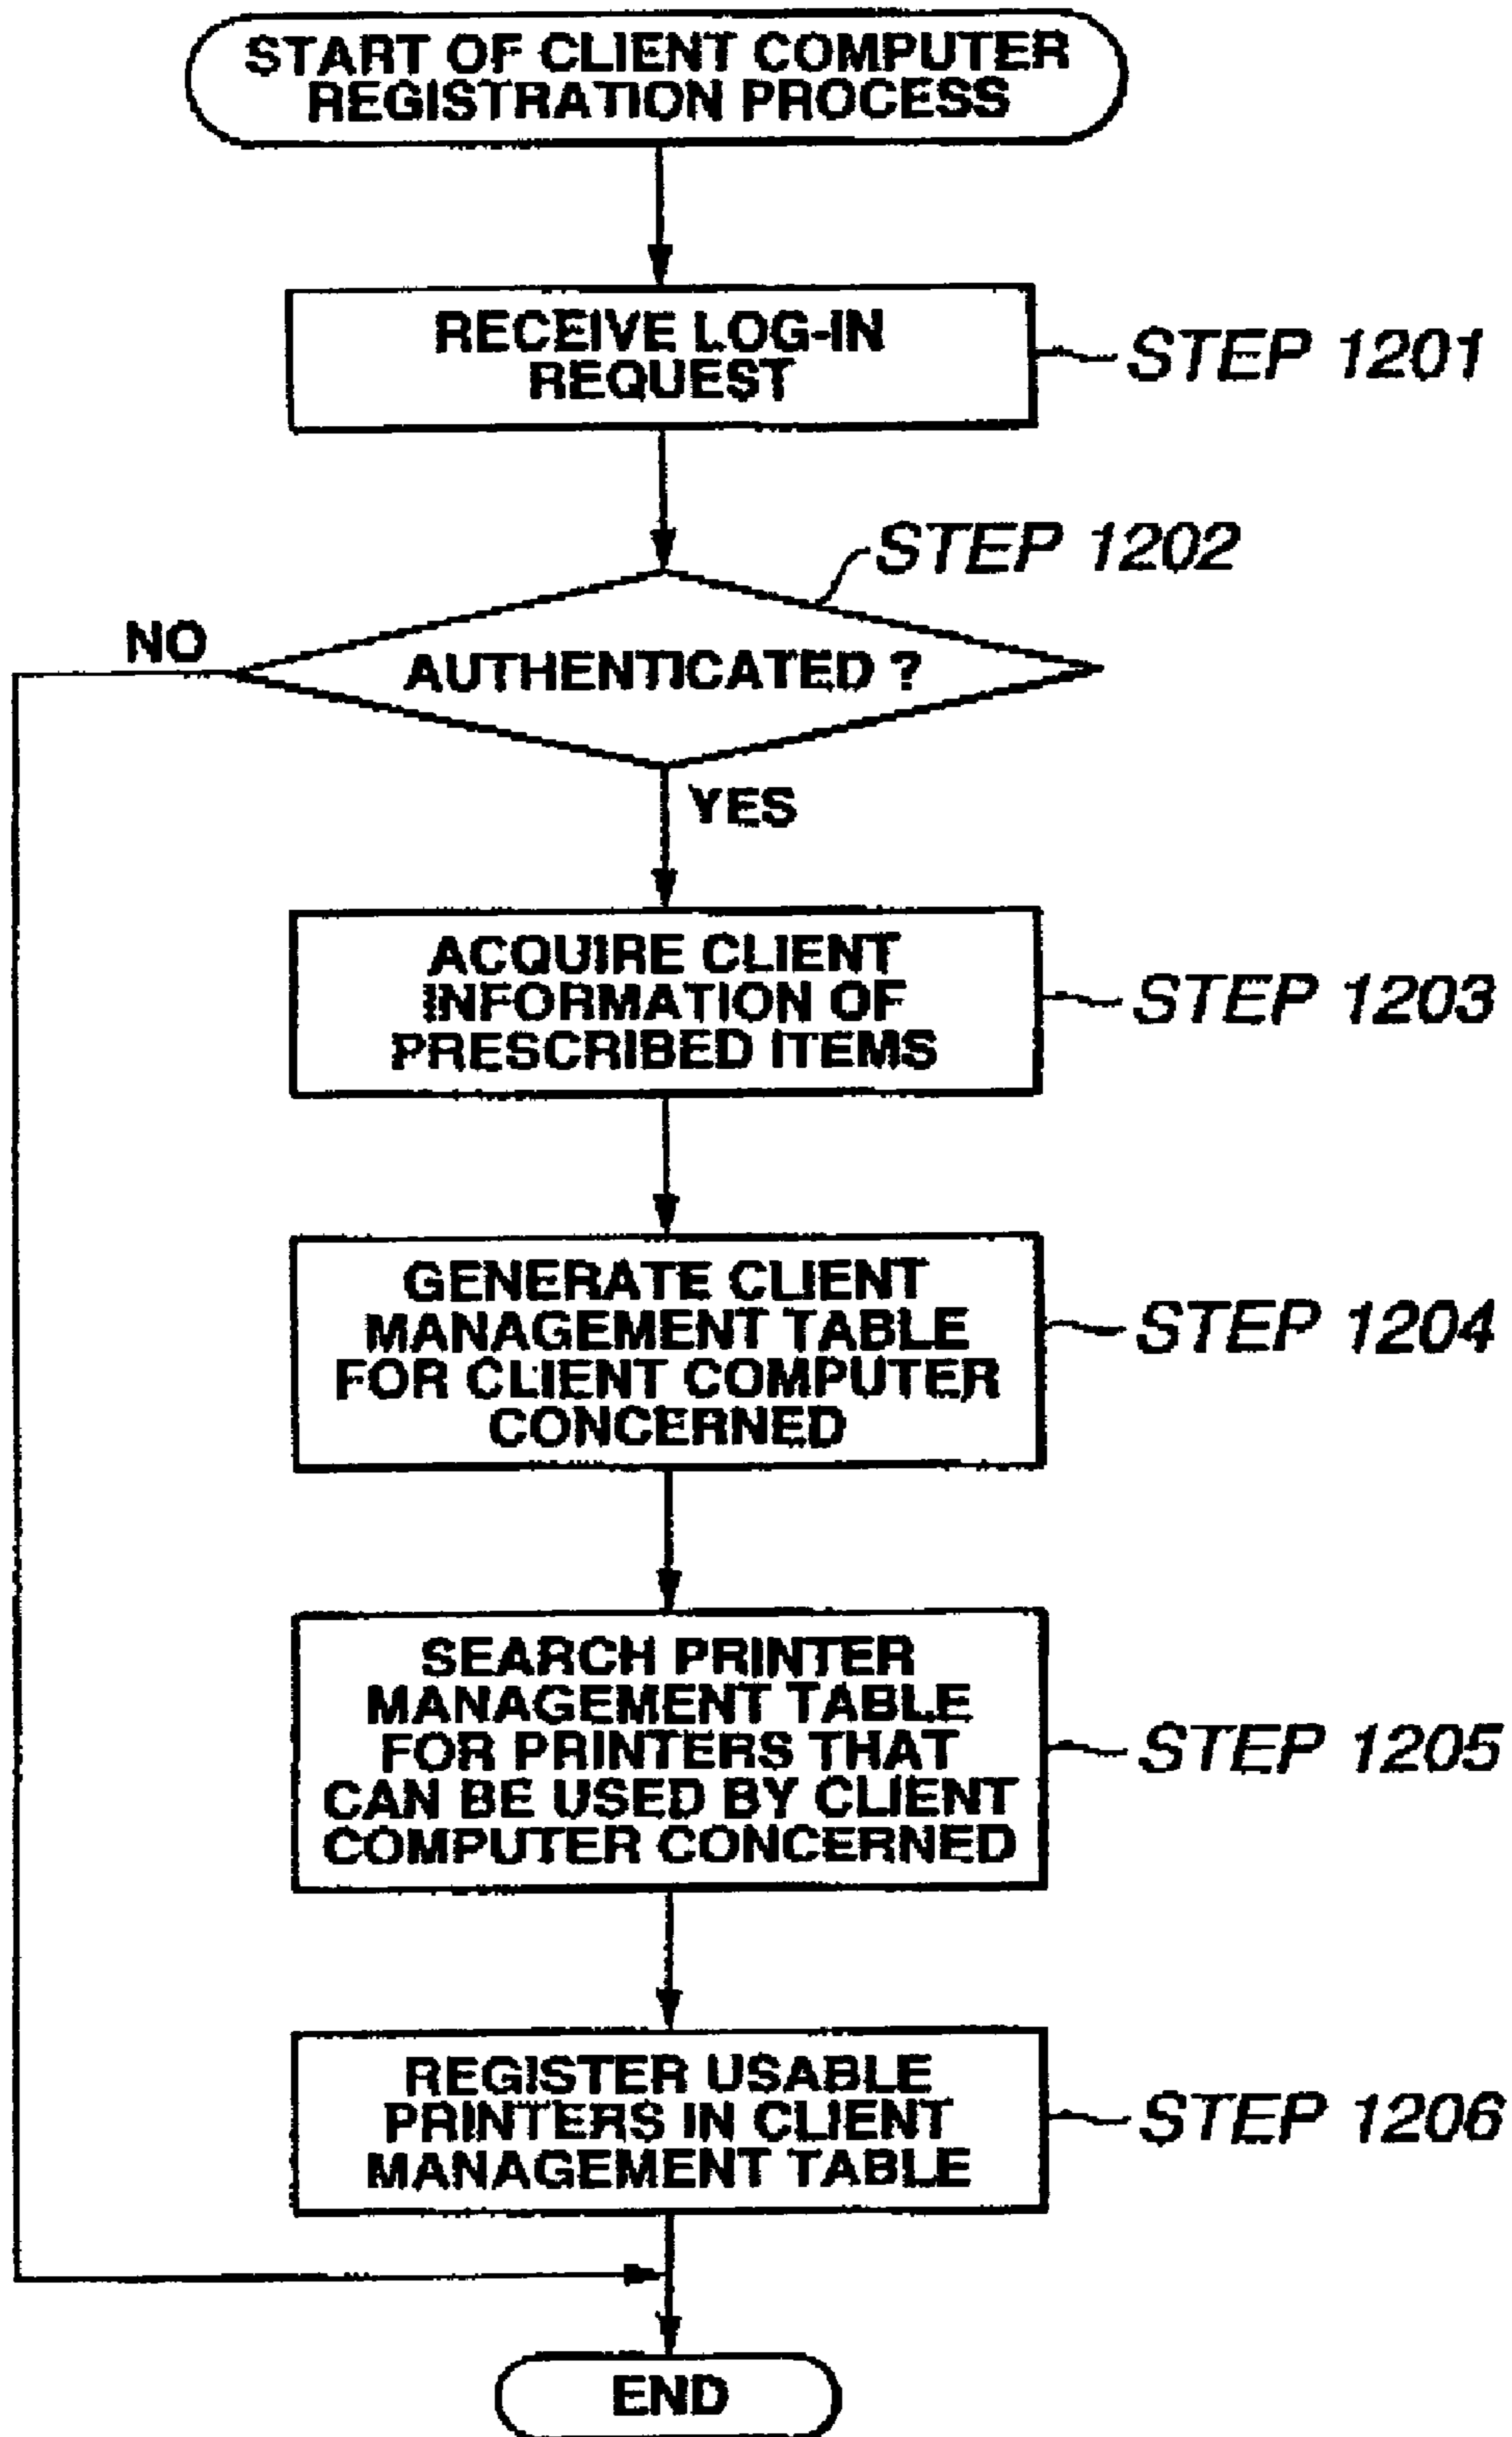 START OF CLIENT COMPUTER
REGISTRATION PROCESS
RECEIVE LOG-IN
REQUEST
STEP 1201
STEP 1202
NO
AUTHENTICATED ?
YES
ACQUIRE CLIENT
INFORMATION OF
PRESCRIBED ITEMS
STEP 1203
GENERATE CLIENT
MANAGEMENT TABLE
FOR CLIENT COMPUTER
CONCERNED
STEP 1204
SEARCH PRINTER
MANAGEMENT TABLE
FOR PRINTERS THAT
CAN BE USED BY CLIENT
COMPUTER CONCERNED
STEP 1205
REGISTER USABLE
PRINTERS IN CLIENT
MANAGEMENT TABLE
STEP 1206
END